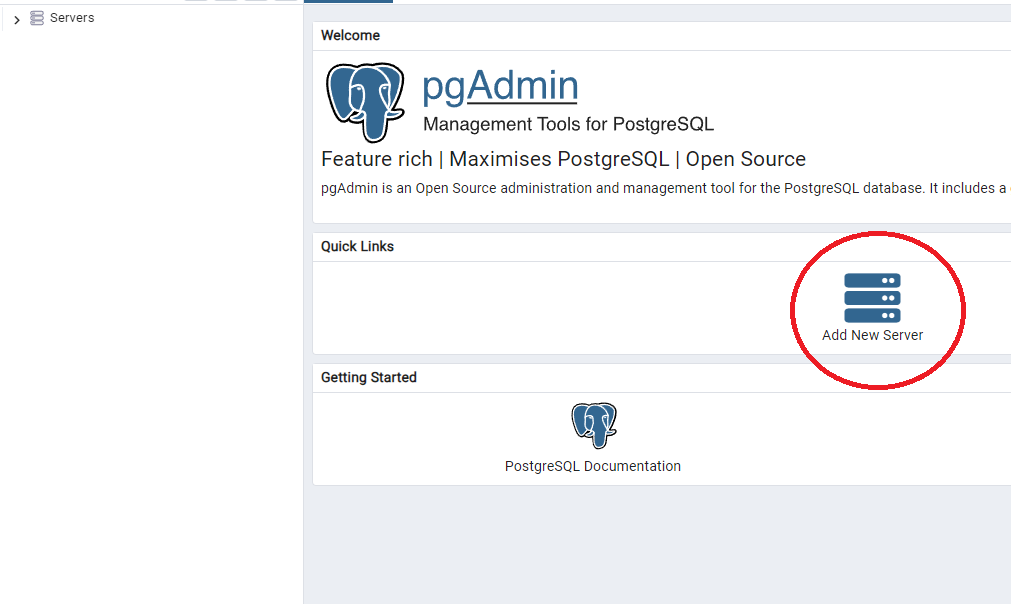 Servers
Welcome
pgAdmin
Management Tools for PostgreSQL
Feature rich | Maximises PostgreSQL | Open Source
pgAdmin is an Open Source administration and management tool for the PostgreSQL database. It includes a
Quick Links
Add New Server
Getting Started
PostgreSQL Documentation